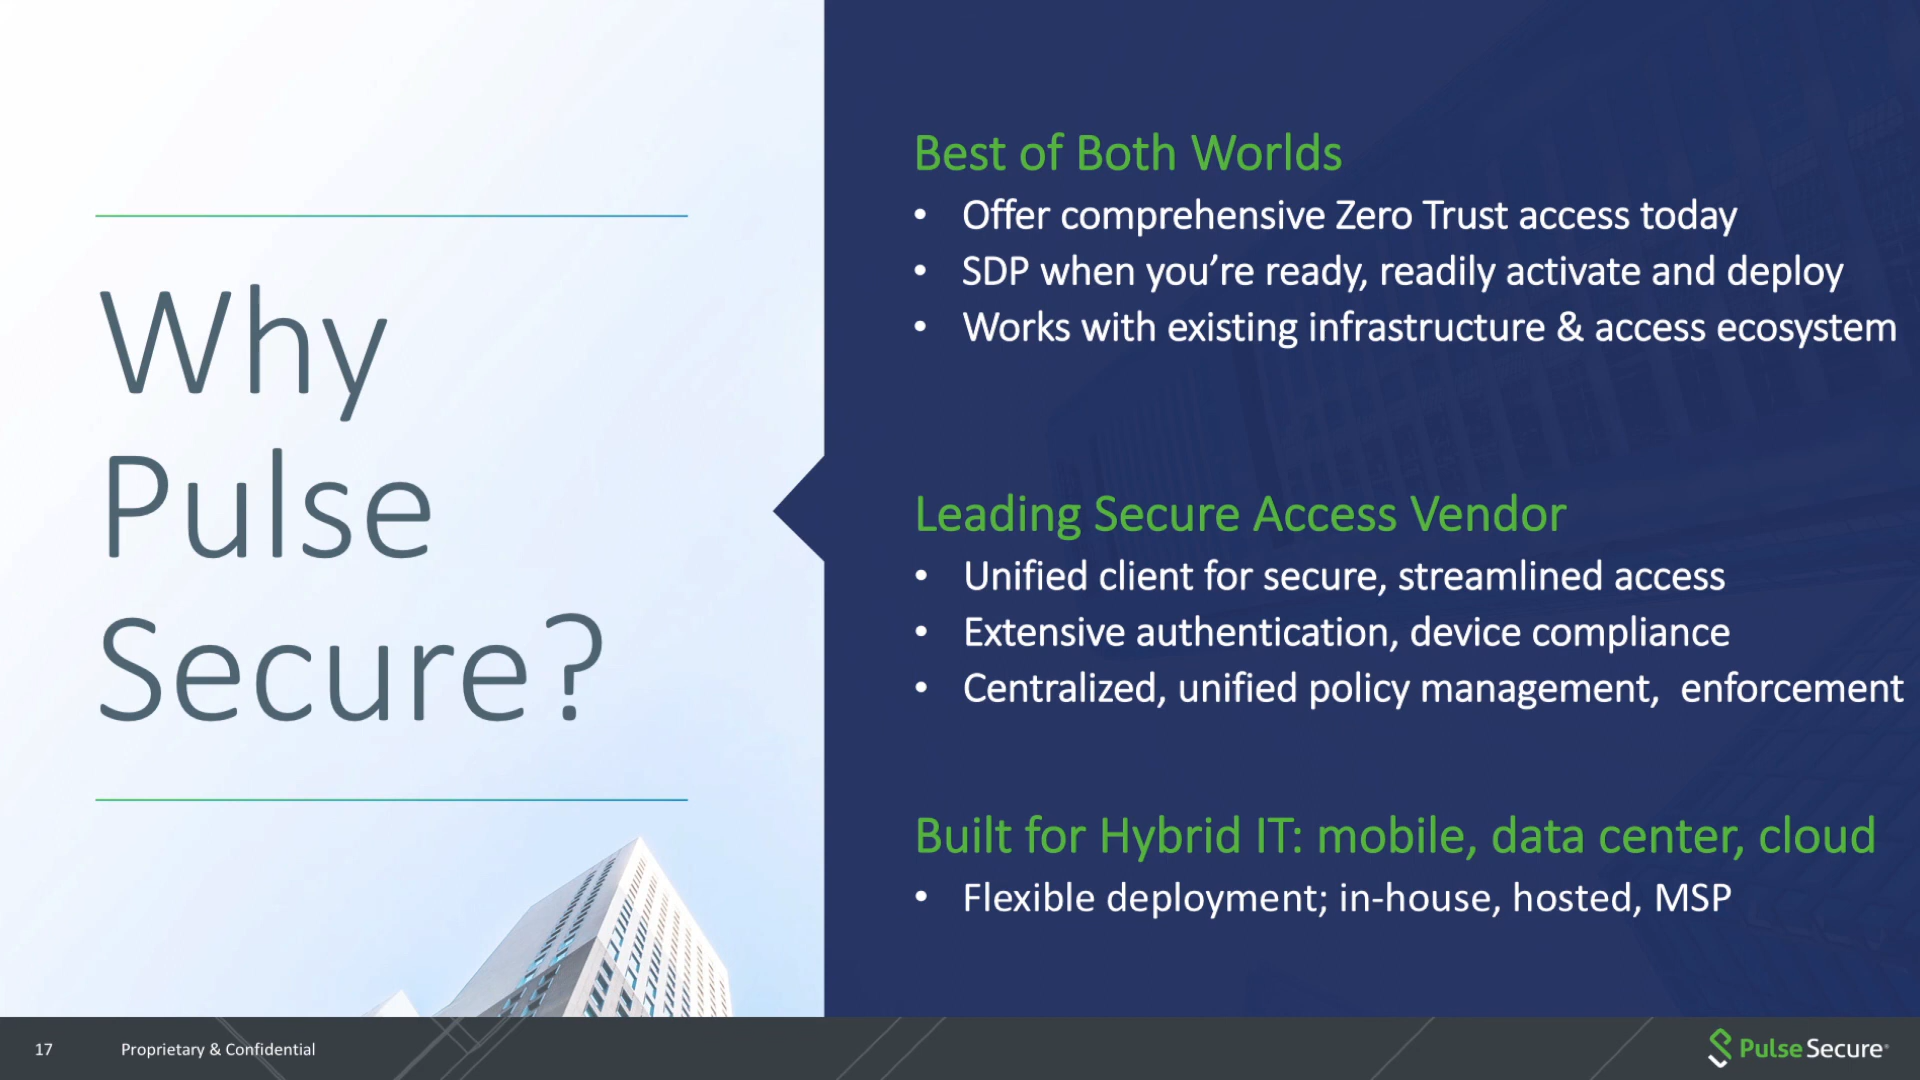 Why
Pulse
Secure?
Best of Both Worlds
• Offer comprehensive Zero Trust access today
• SDP when you’re ready, readily activate and deploy
• Works with existing infrastructure & access ecosystem
Leading Secure Access Vendor
• Unified client for secure, streamlined access
• Extensive authentication, device compliance
• Centralized, unified policy management,  enforcement
Built for Hybrid IT: mobile, data center, cloud
• Flexible deployment; in-house, hosted, MSP
17 Proprietary & Confidential
Pulse Secure®